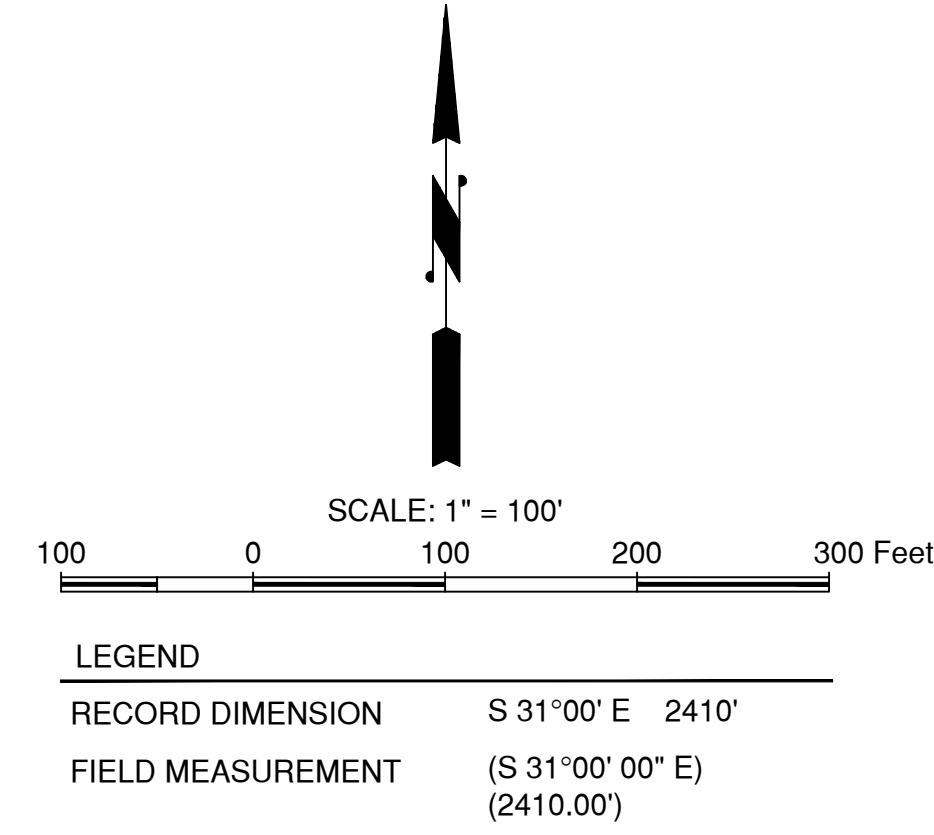 N
SCALE: 1" = 100'
100 0 100 200 300 Feet
LEGEND
RECORD DIMENSION S 31°00' E 2410'
FIELD MEASUREMENT (S 31°00' 00" E)
(2410.00')